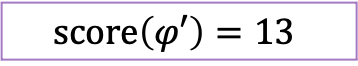 score(φ′) = 13